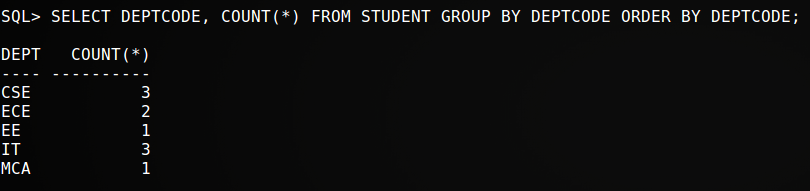 SQL> SELECT DEPTCODE, COUNT(*) FROM STUDENT GROUP BY DEPTCODE ORDER BY DEPTCODE;
DEPT   COUNT(*)
---- ----------
CSE           3
ECE           2
EE            1
IT            3
MCA           1